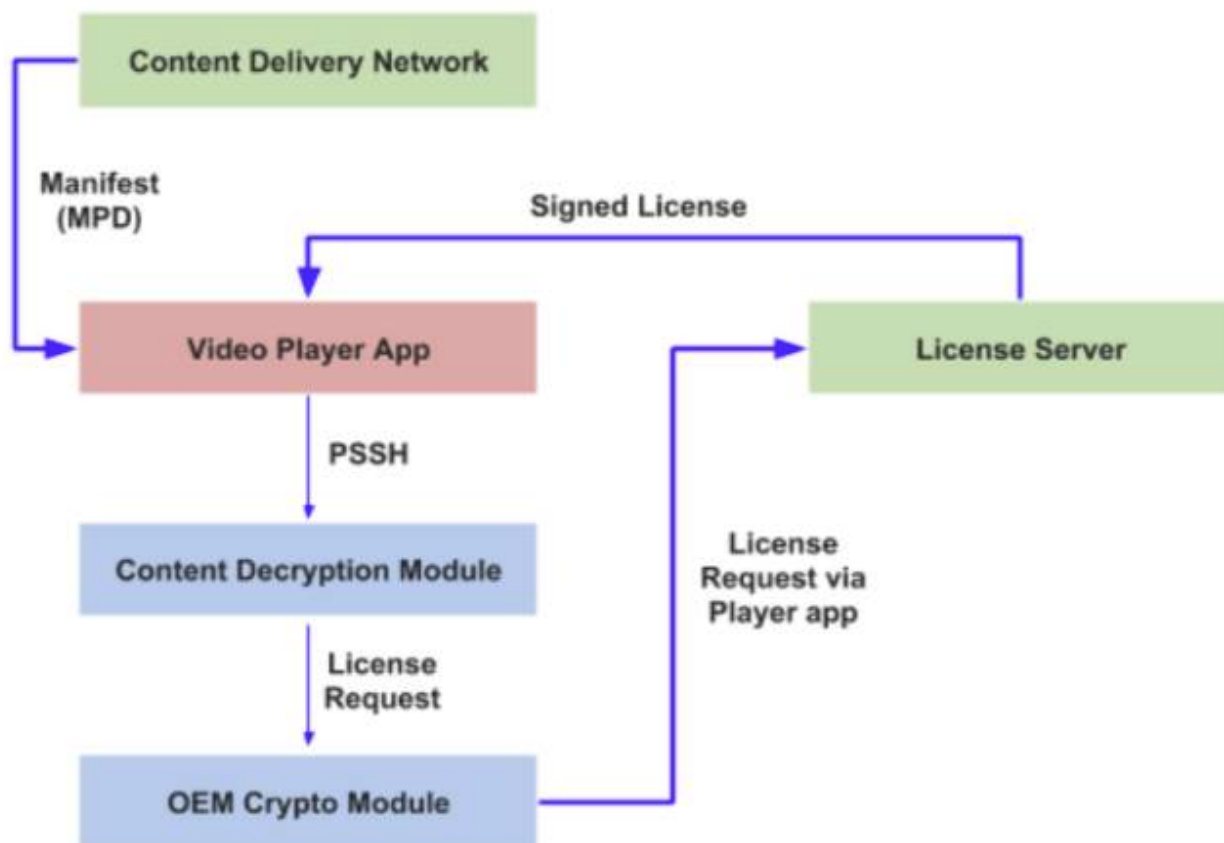 Content Delivery Network
Manifest
(MPD)
Signed License
Video Player App
License Server
PSSH
Content Decryption Module
License
Request via
Player app
License
Request
OEM Crypto Module